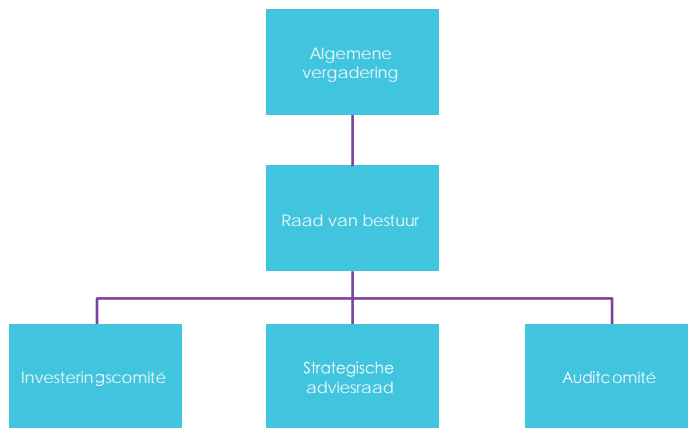 Algemene
vergadering
Raad van bestuur
Investeringscomité
Strategische
adviesraad
Auditcomité